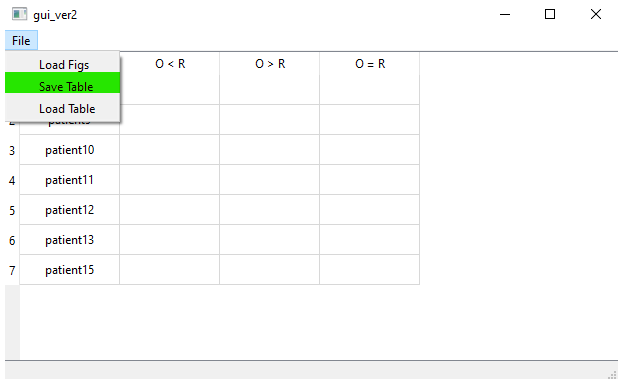 gui_ver2
File
Load Figs
Save Table
Load Table
O < R O > R O = R
2
3 patient10
4 patient11
5 patient12
6 patient13
7 patient15